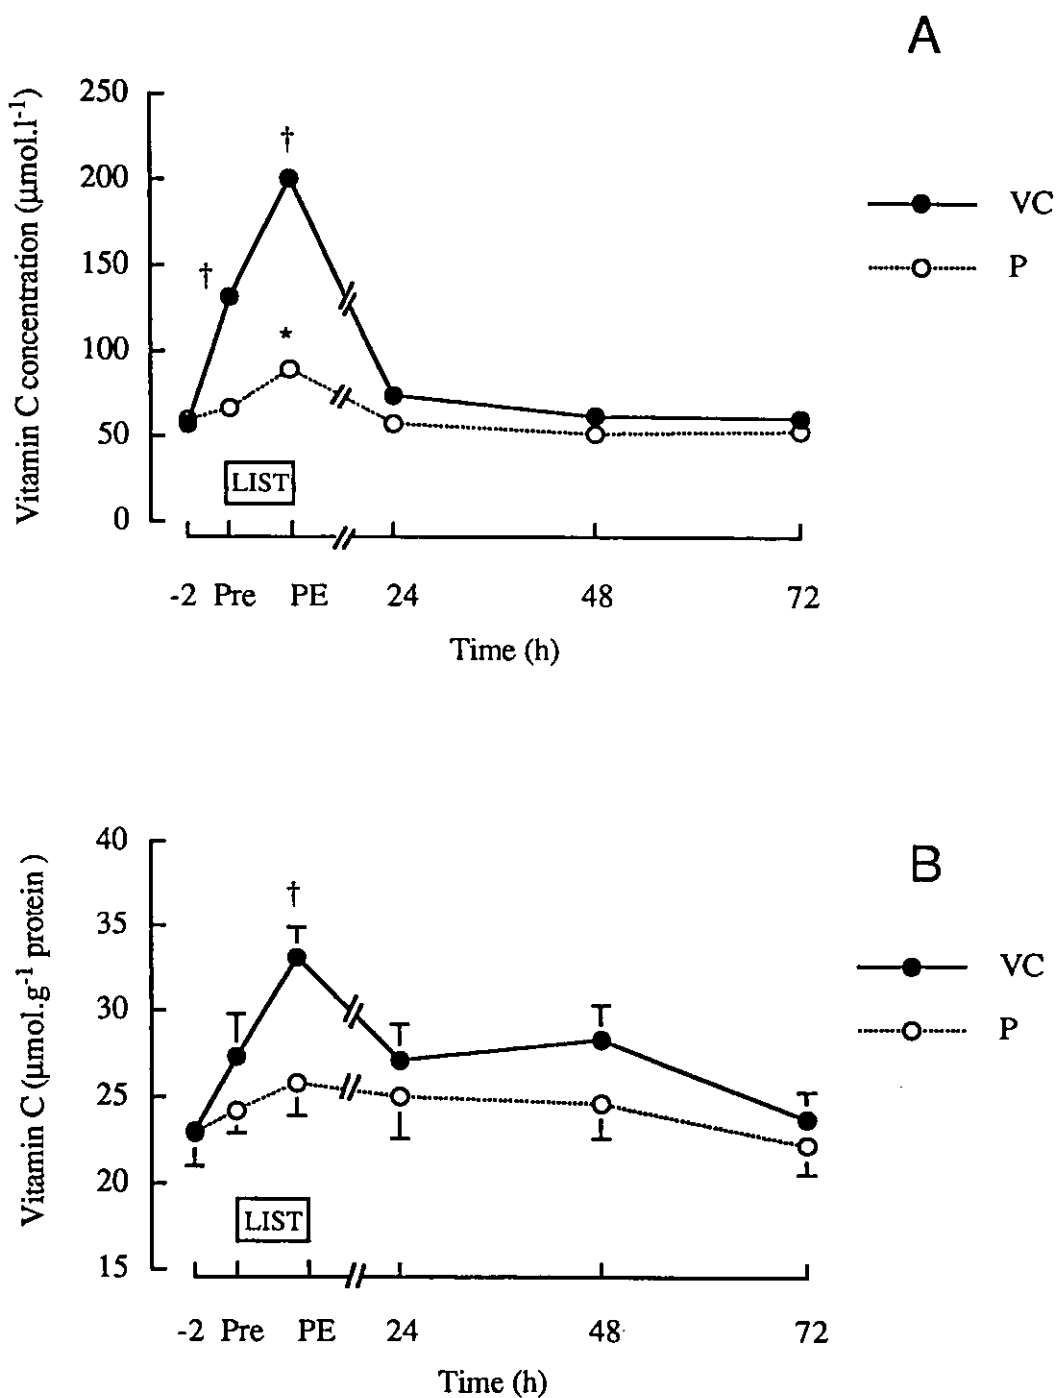 A
Vitamin C concentration (µmol.l⁻¹)
250
200
150
100
50
0
†
†
*
VC
P
LIST
-2 Pre PE 24 48 72
Time (h)
B
Vitamin C (µmol.g⁻¹ protein)
40
35
30
25
20
15
†
VC
P
LIST
-2 Pre PE 24 48 72
Time (h)